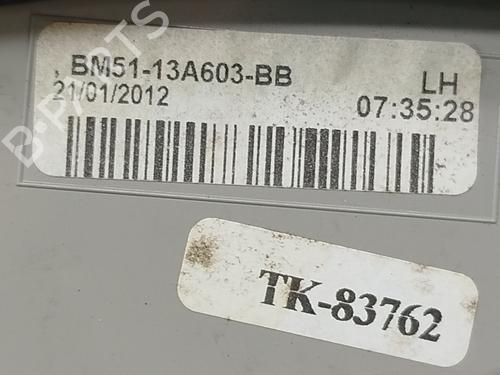 , BM51-13A603-BB LH
21/01/2012 07:35:28
TK-83762
B-PARTS